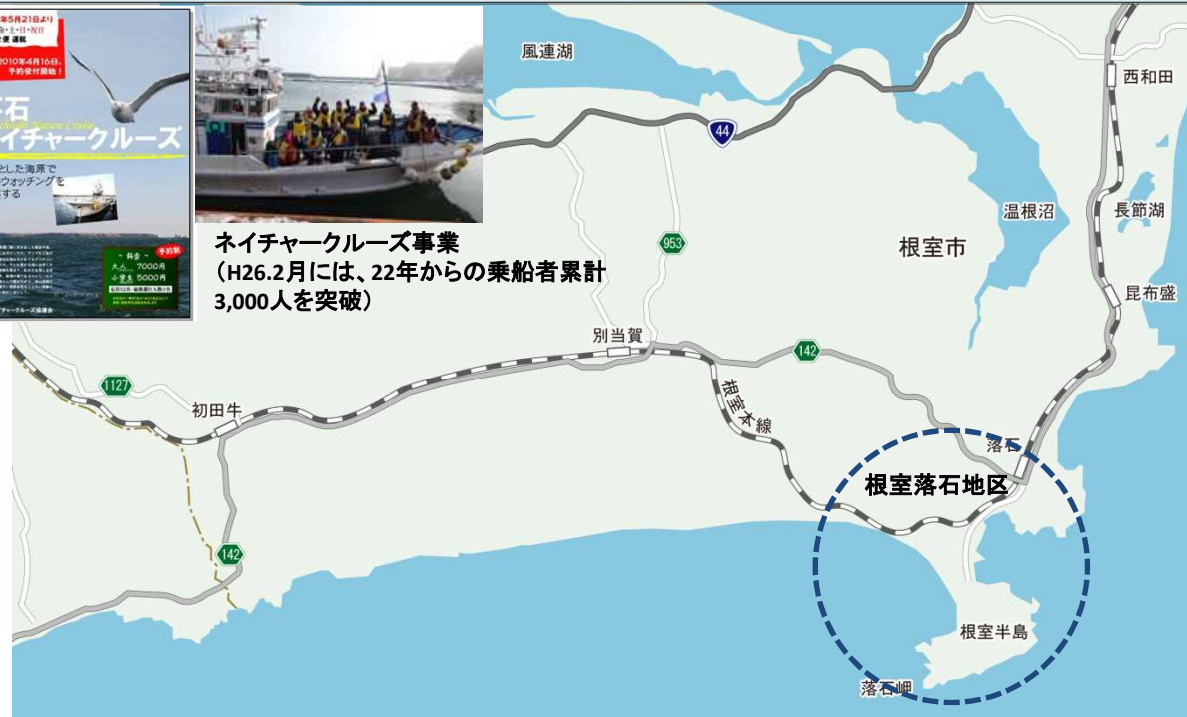 年5月21日より
金・土・日・祝日
便 運航
2010年4月16日、
予約受付開始!
石
Nature Cruise
イチャークルーズ
とした海原で
ウォッチングを
する
予約制
~ 料金 ~
大人 7000円
小学生 5000円
イチャークルーズ協議会
ネイチャークルーズ事業
(H26.2月には、22年からの乗船者累計
3,000人を突破)
風連湖
西和田
44
温根沼
長節湖
953
根室市
昆布盛
別当賀
142
1127
初田牛
根室本線
落石
根室落石地区
142
根室半島
落石岬